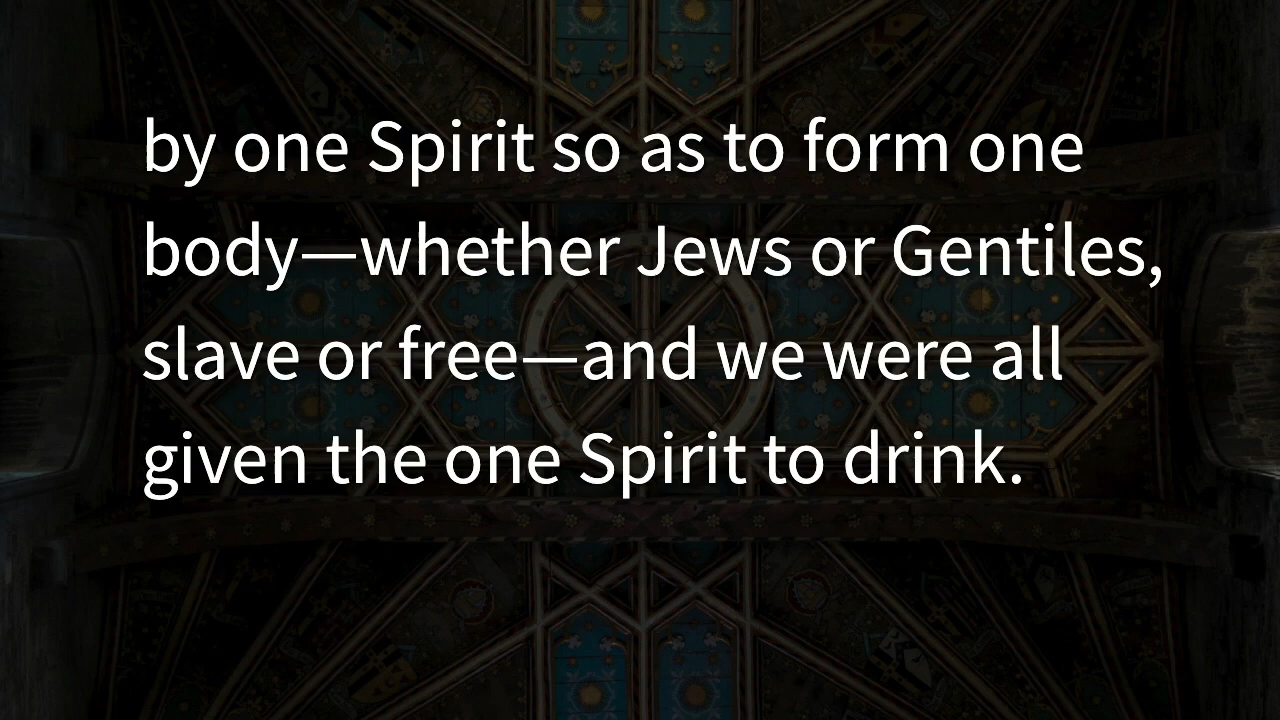 by one Spirit so as to form one
body—whether Jews or Gentiles,
slave or free—and we were all
given the one Spirit to drink.